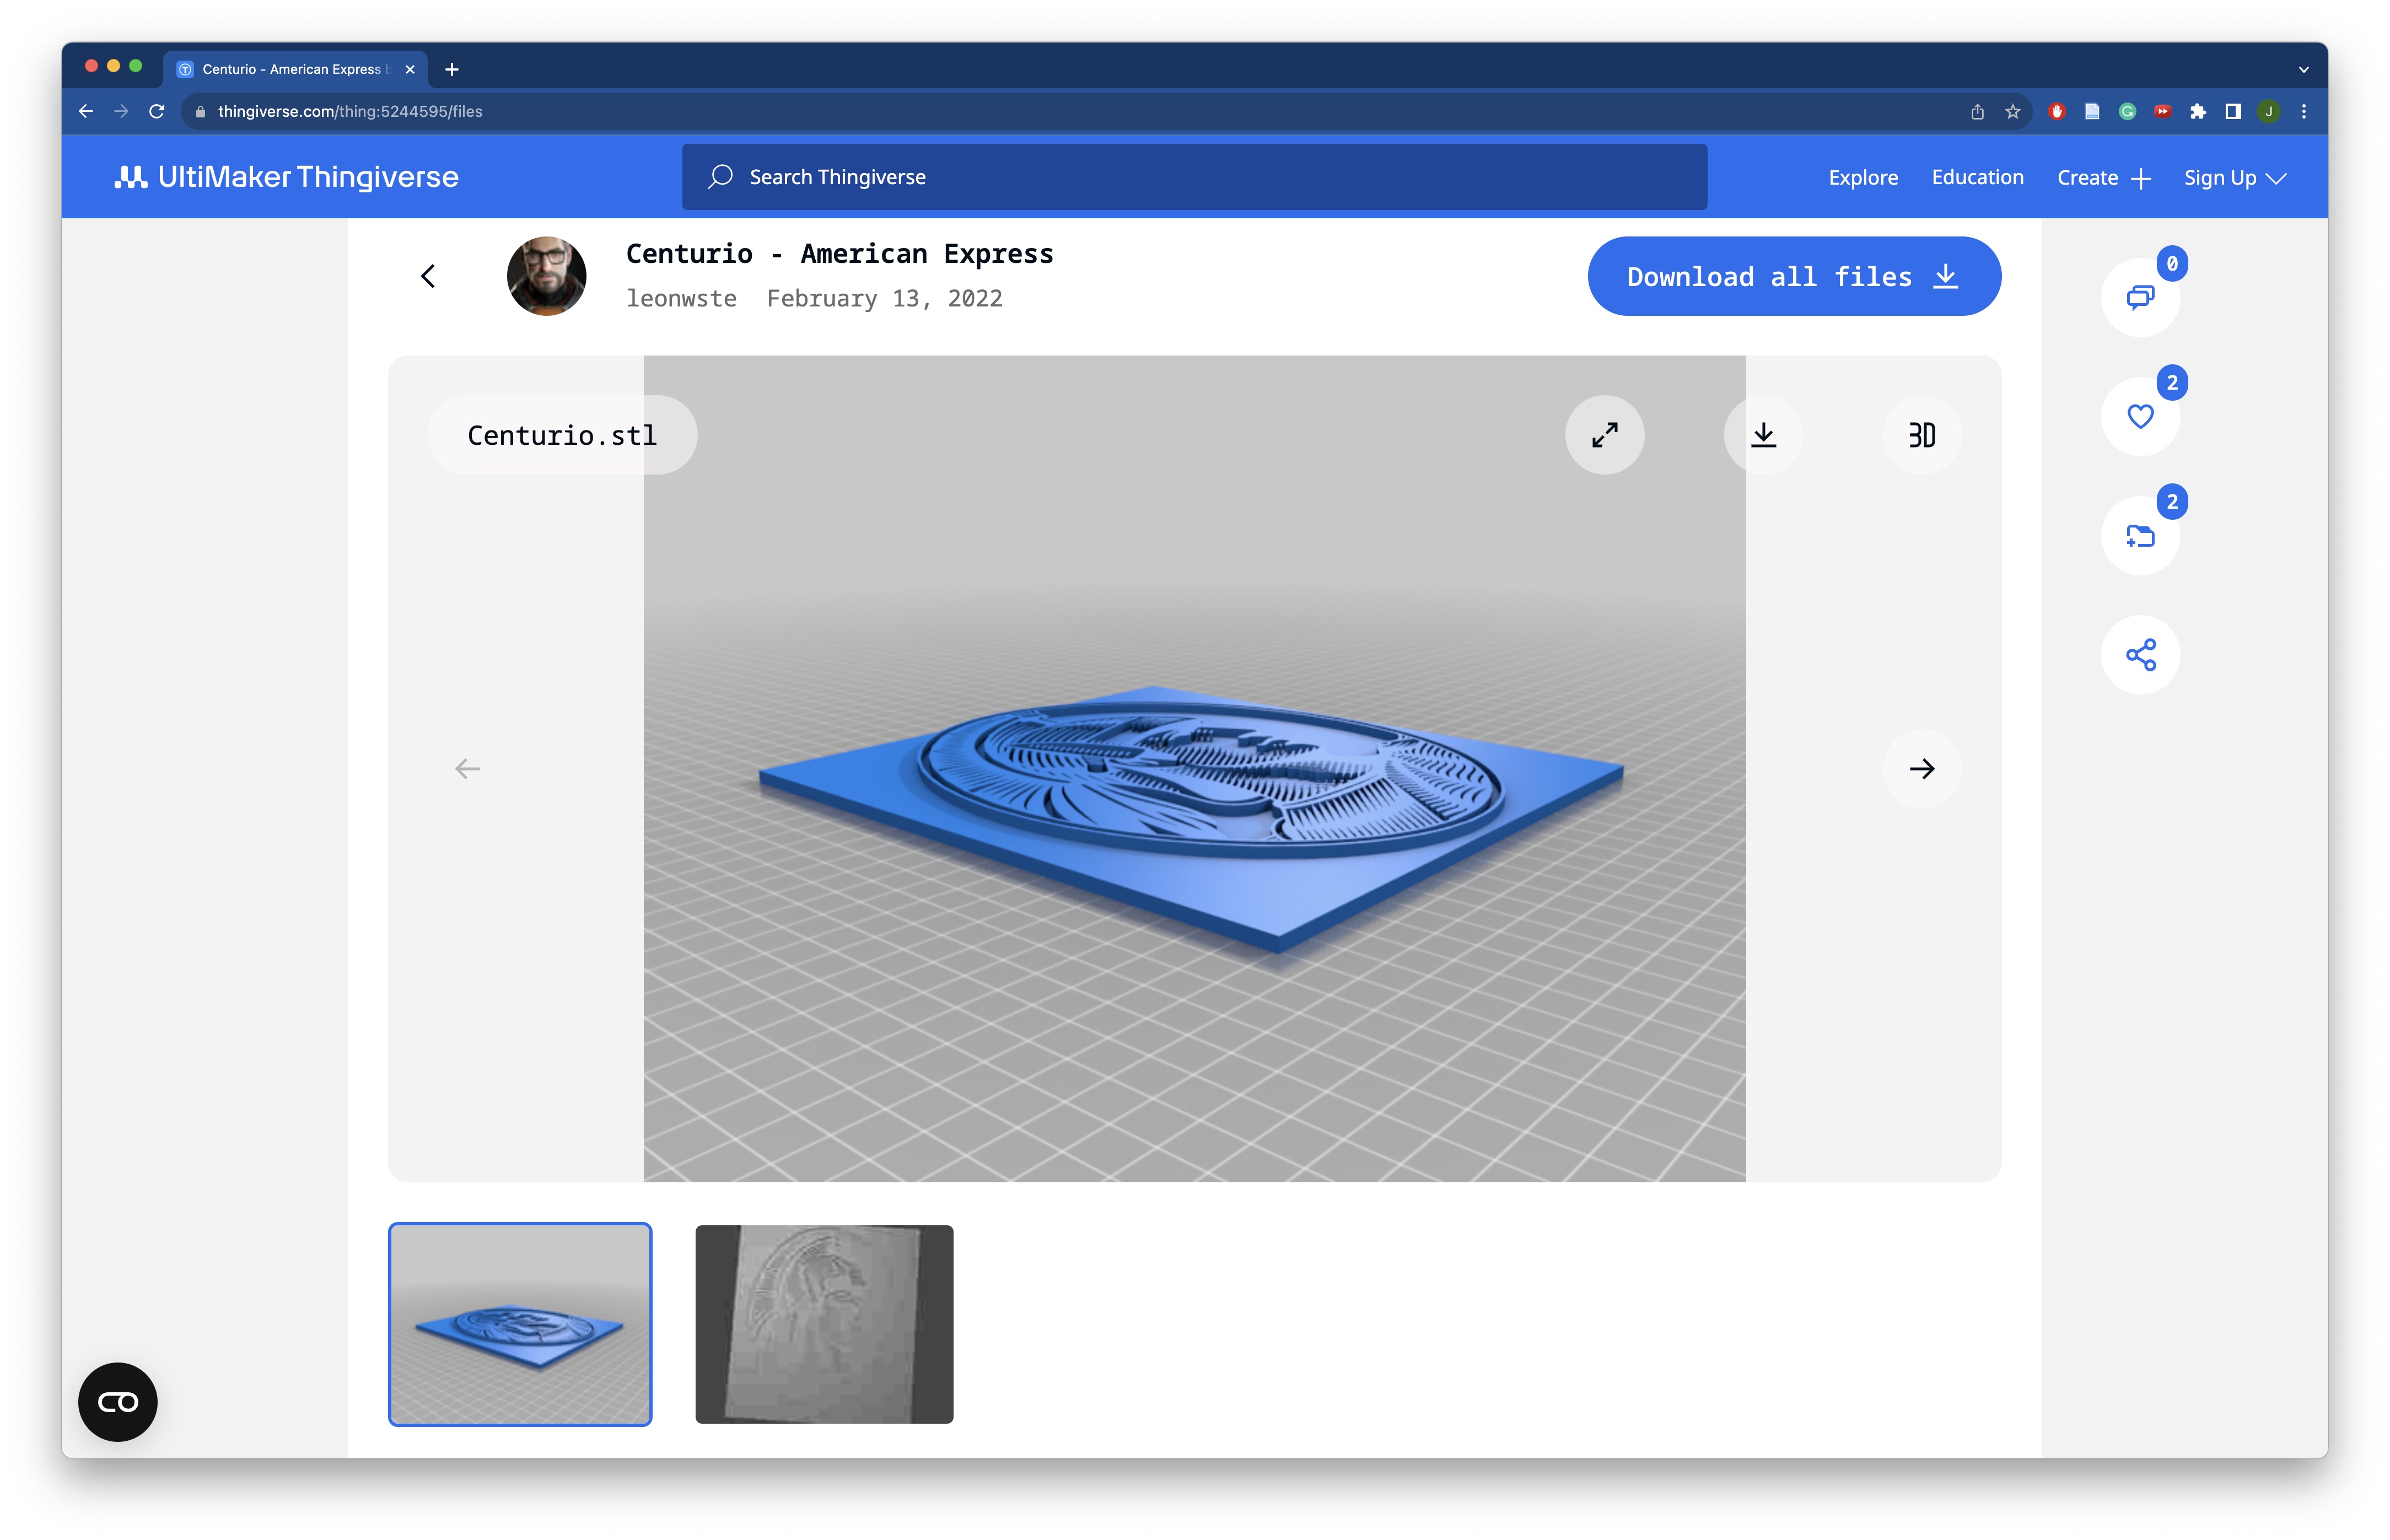 Centurio - American Express
thingiverse.com/thing:5244595/files
J
UltiMaker Thingiverse
Search Thingiverse
Explore
Education
Create
Sign Up
Centurio - American Express
leonwste February 13, 2022
Download all files
0
Centurio.stl
3D
2
2